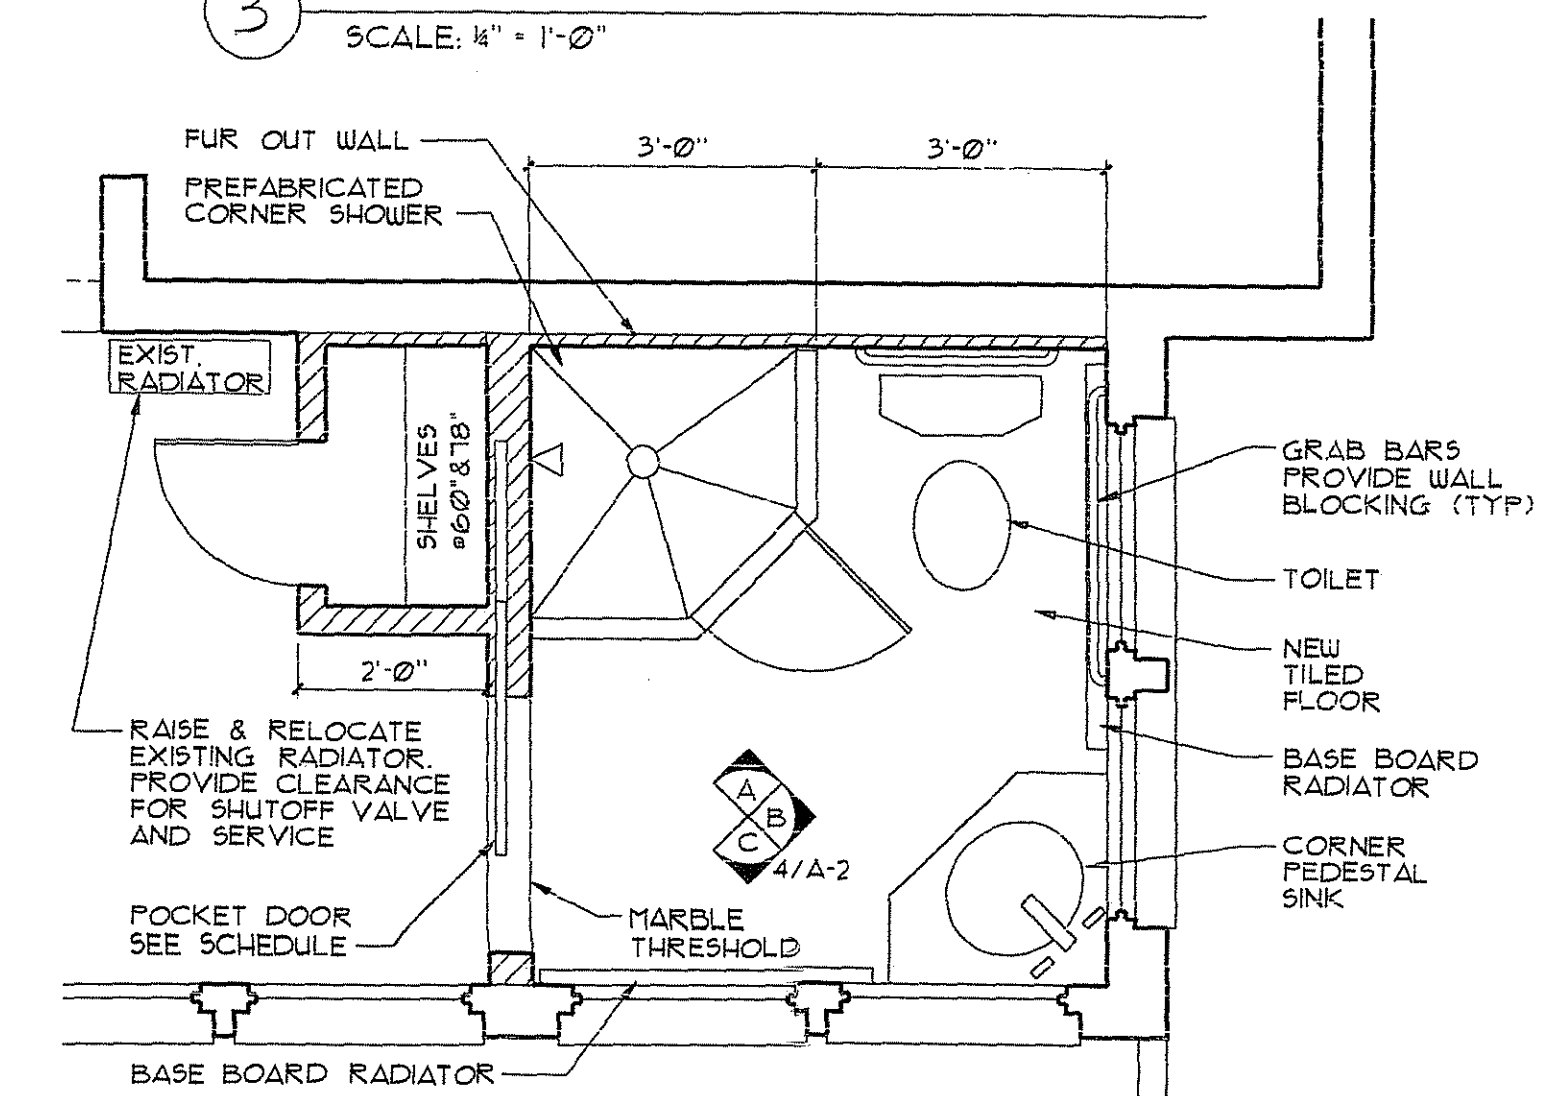 3
SCALE: ¼" = 1'-0"
FUR OUT WALL
PREFABRICATED
CORNER SHOWER
3'-0"
3'-0"
EXIST.
RADIATOR
SHELVES
@60"&78"
GRAB BARS
PROVIDE WALL
BLOCKING (TYP)
TOILET
NEW
TILED
FLOOR
2'-0"
RAISE & RELOCATE
EXISTING RADIATOR.
PROVIDE CLEARANCE
FOR SHUTOFF VALVE
AND SERVICE
BASE BOARD
RADIATOR
A
B
C
4/A-2
CORNER
PEDESTAL
SINK
POCKET DOOR
SEE SCHEDULE
MARBLE
THRESHOLD
BASE BOARD RADIATOR